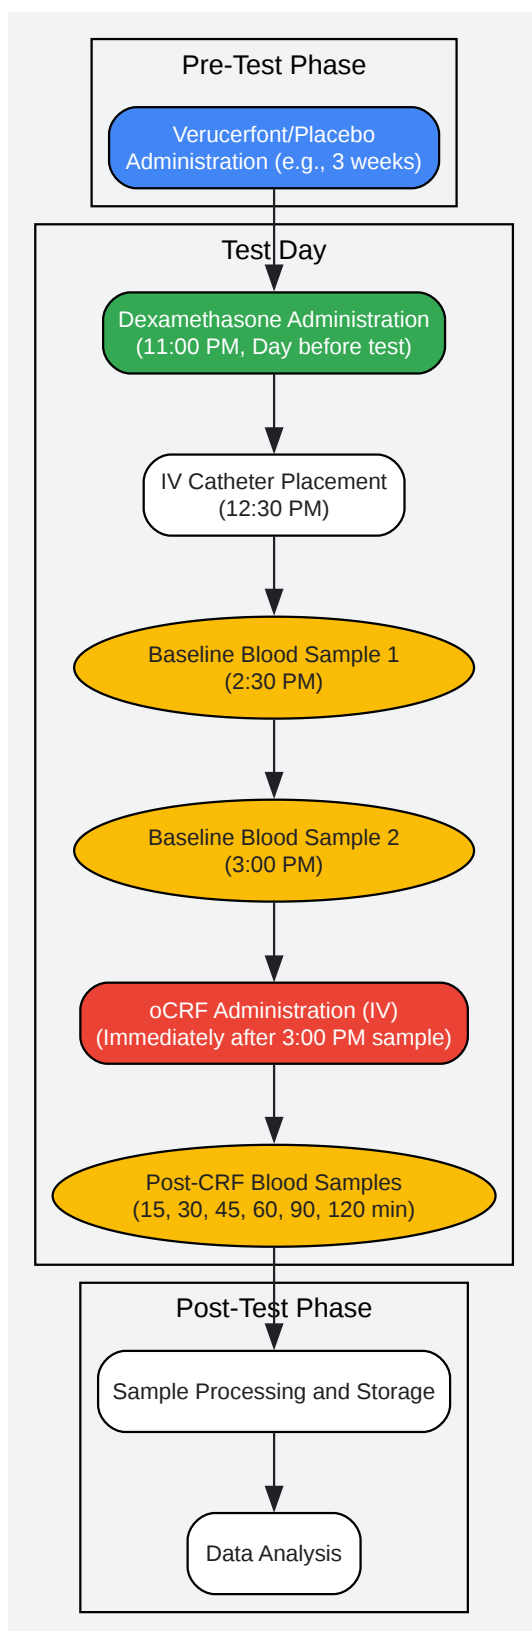 Pre-Test Phase
Verucerfont/Placebo
Administration (e.g., 3 weeks)
Test Day
Dexamethasone Administration
(11:00 PM, Day before test)
IV Catheter Placement
(12:30 PM)
Baseline Blood Sample 1
(2:30 PM)
Baseline Blood Sample 2
(3:00 PM)
oCRF Administration (IV)
(Immediately after 3:00 PM sample)
Post-CRF Blood Samples
(15, 30, 45, 60, 90, 120 min)
Post-Test Phase
Sample Processing and Storage
Data Analysis